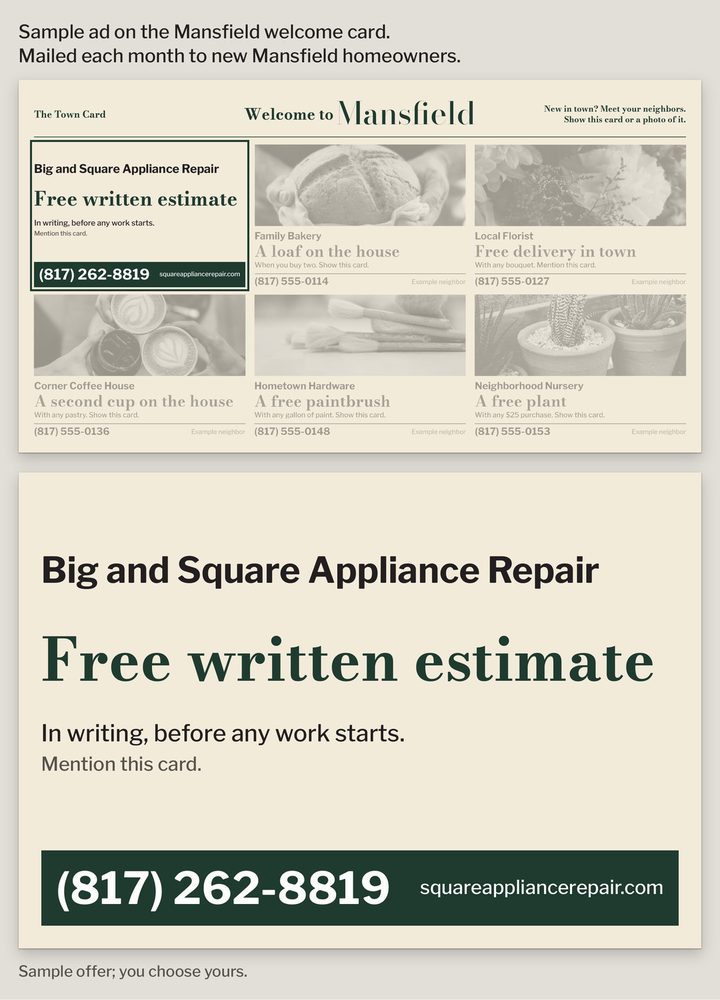 Sample ad on the Mansfield welcome card.
Mailed each month to new Mansfield homeowners.
The Town Card
Welcome to Mansfield
New in town? Meet your neighbors.
Show this card or a photo of it.
Big and Square Appliance Repair
Free written estimate
In writing, before any work starts.
Mention this card.
(817) 262-8819 squareappliancerepair.com
Family Bakery
A loaf on the house
When you buy two. Show this card.
(817) 555-0114 Example neighbor
Local Florist
Free delivery in town
With any bouquet. Mention this card.
(817) 555-0127 Example neighbor
Corner Coffee House
A second cup on the house
With any pastry. Show this card.
(817) 555-0136 Example neighbor
Hometown Hardware
A free paintbrush
With any gallon of paint. Show this card.
(817) 555-0148 Example neighbor
Neighborhood Nursery
A free plant
With any $25 purchase. Show this card.
(817) 555-0153 Example neighbor
Big and Square Appliance Repair
Free written estimate
In writing, before any work starts.
Mention this card.
(817) 262-8819 squareappliancerepair.com
Sample offer; you choose yours.